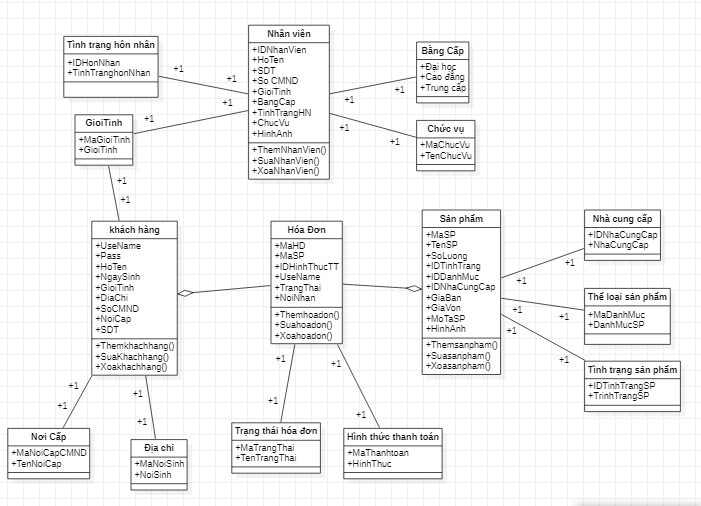 Tình trạng hôn nhân
+IDHonNhan
+TinhTranghonNhan
Nhân viên
+IDNhanVien
+HoTen
+SDT
+So CMND
+GioiTinh
+BangCap
+TinhTrangHN
+ChucVu
+HinhAnh
+ThemNhanVien()
+SuaNhanVien()
+XoaNhanVien()
Bằng Cấp
+Đại học
+Cao đẳng
+Trung cấp
GioiTinh
+MaGioiTinh
+GioiTinh
Chức vụ
+MaChucVu
+TenChucVu
+1
+1
+1
+1
+1
+1
+1
+1
+1
+1
khách hàng
+UseName
+Pass
+HoTen
+NgaySinh
+GioiTinh
+DiaChi
+SoCMND
+NoiCap
+SDT
+Themkhachhang()
+SuaKhachhang()
+Xoakhachhang()
Hóa Đơn
+MaHD
+MaSP
+IDHinhThucTT
+UseName
+TrangThai
+NoiNhan
+Themhoadon()
+Suahoadon()
+Xoahoadon()
Sản phẩm
+MaSP
+TenSP
+SoLuong
+IDTinhTrang
+IDDanhMuc
+IDNhaCungCap
+GiaBan
+GiaVon
+MoTaSP
+HinhAnh
+Themsanpham()
+Suasanpham()
+Xoasanpham()
Nhà cung cấp
+IDNhaCungCap
+NhaCungCap
Thể loại sản phẩm
+MaDanhMuc
+DanhMucSP
Tình trạng sản phẩm
+IDTinhTrangSP
+TrinhTrangSP
+1
+1
+1
+1
+1
+1
+1
+1
+1
+1
+1
+1
+1
+1
Nơi Cấp
+MaNoiCapCMND
+TenNoiCap
Địa chỉ
+MaNoiSinh
+NoiSinh
Trạng thái hóa đơn
+MaTrangThai
+TenTrangThai
Hình thức thanh toán
+MaThanhtoan
+HinhThuc